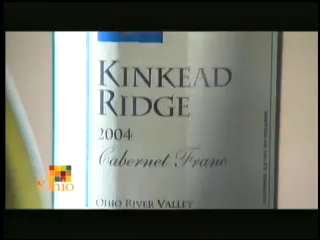 KINKEAD
RIDGE
2004
Cabernet Franc
OHIO RIVER VALLEY